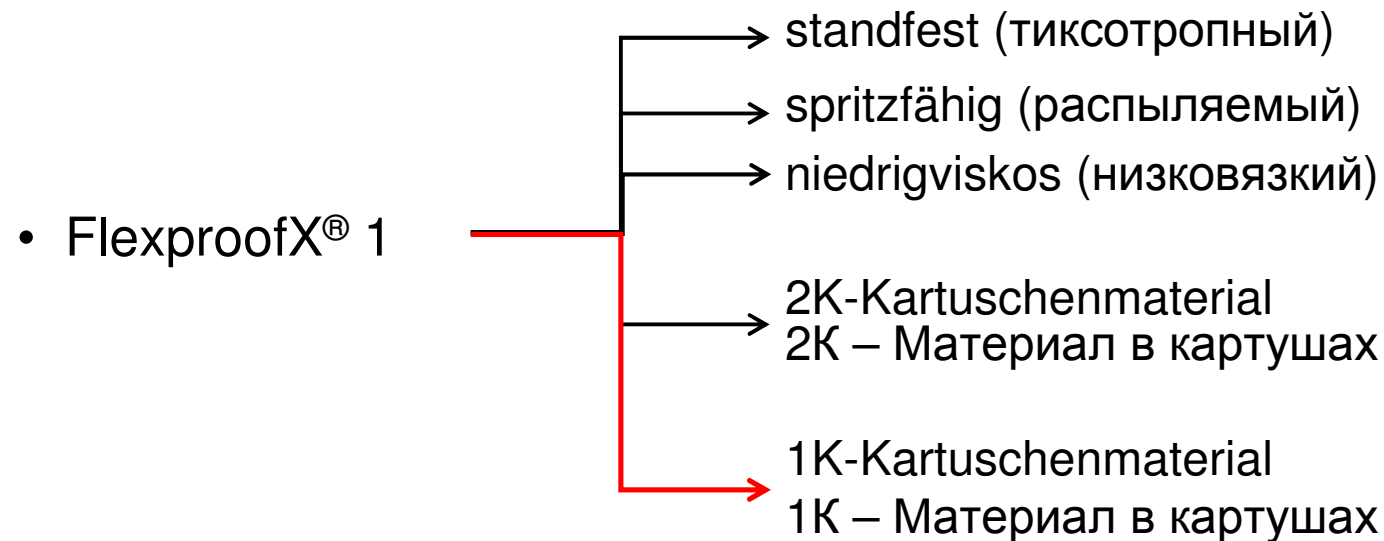 standfest (тиксотропный)
spritzfähig (распыляемый)
niedrigviskos (низковязкий)
• FlexproofX® 1
2K-Kartuschenmaterial
2К – Материал в картушах
1K-Kartuschenmaterial
1К – Материал в картушах